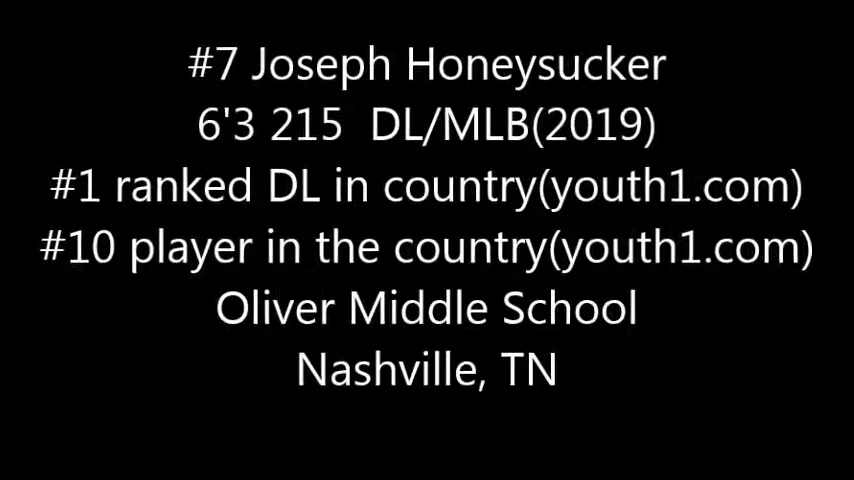 #7 Joseph Honeysucker
6'3 215 DL/MLB(2019)
#1 ranked DL in country(youth1.com)
#10 player in the country(youth1.com)
Oliver Middle School
Nashville, TN